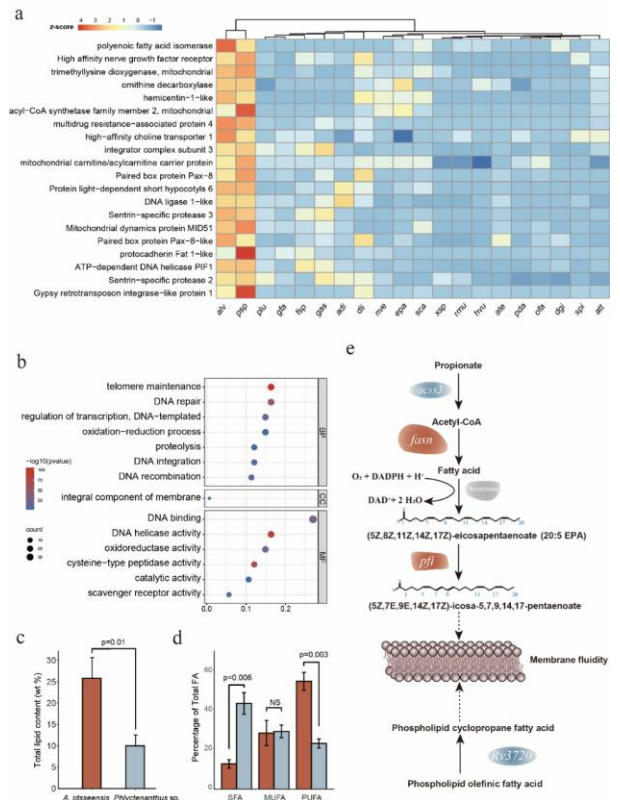 a
z-score
4 3 2 1 0 -1
polyenoic fatty acid isomerase
High affinity nerve growth factor receptor
trimethyllysine dioxygenase, mitochondrial
ornithine decarboxylase
hemicentin-1-like
acyl-CoA synthetase family member 2, mitochondrial
multidrug resistance-associated protein 4
high-affinity choline transporter 1
integrator complex subunit 3
mitochondrial carnitine/acylcarnitine carrier protein
Paired box protein Pax-8
Protein light-dependent short hypocotyls 6
DNA ligase 1-like
Sentrin-specific protease 3
Mitochondrial dynamics protein MID51
Paired box protein Pax-8-like
protocadherin Fat 1-like
ATP-dependent DNA helicase PIF1
Sentrin-specific protease 2
Gypsy retrotransposon integrase-like protein 1
alv psp plu gfa fsp gas adi dli nve epa sca xsp rmu hvu ate pda ofa dgi spi att
b
telomere maintenance
DNA repair
regulation of transcription, DNA-templated
oxidation-reduction process
proteolysis
DNA integration
DNA recombination
BP
integral component of membrane
CC
DNA binding
DNA helicase activity
oxidoreductase activity
cysteine-type peptidase activity
catalytic activity
scavenger receptor activity
MF
0.0 0.1 0.2
-log10(pvalue)
count
c
Total lipid content (wt %)
p=0.01
30
20
10
0
A. idsseensis Phlyctenanthus sp.
d
Percentage of Total FA
60
40
20
0
p=0.006
NS
p=0.003
SFA MUFA PUFA
e
Propionate
acss3
Acetyl-CoA
fasn
Fatty acid
O₂ + DADPH + H⁺
DAD⁺+ 2 H₂O
(5Z,8Z,11Z,14Z,17Z)-eicosapentaenoate (20:5 EPA)
pfi
(5Z,7E,9E,14Z,17Z)-icosa-5,7,9,14,17-pentaenoate
Membrane fluidity
Phospholipid cyclopropane fatty acid
Rv3720
Phospholipid olefinic fatty acid